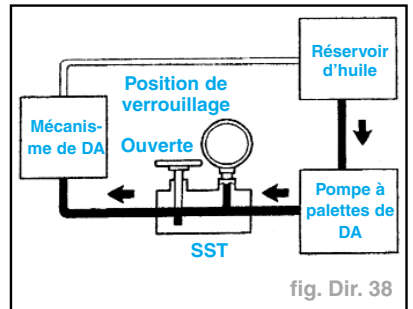 Réservoir
d'huile
Position de
verrouillage
Mécanis-
me de DA
Ouverte
Pompe à
palettes de
DA
SST
fig. Dir. 38